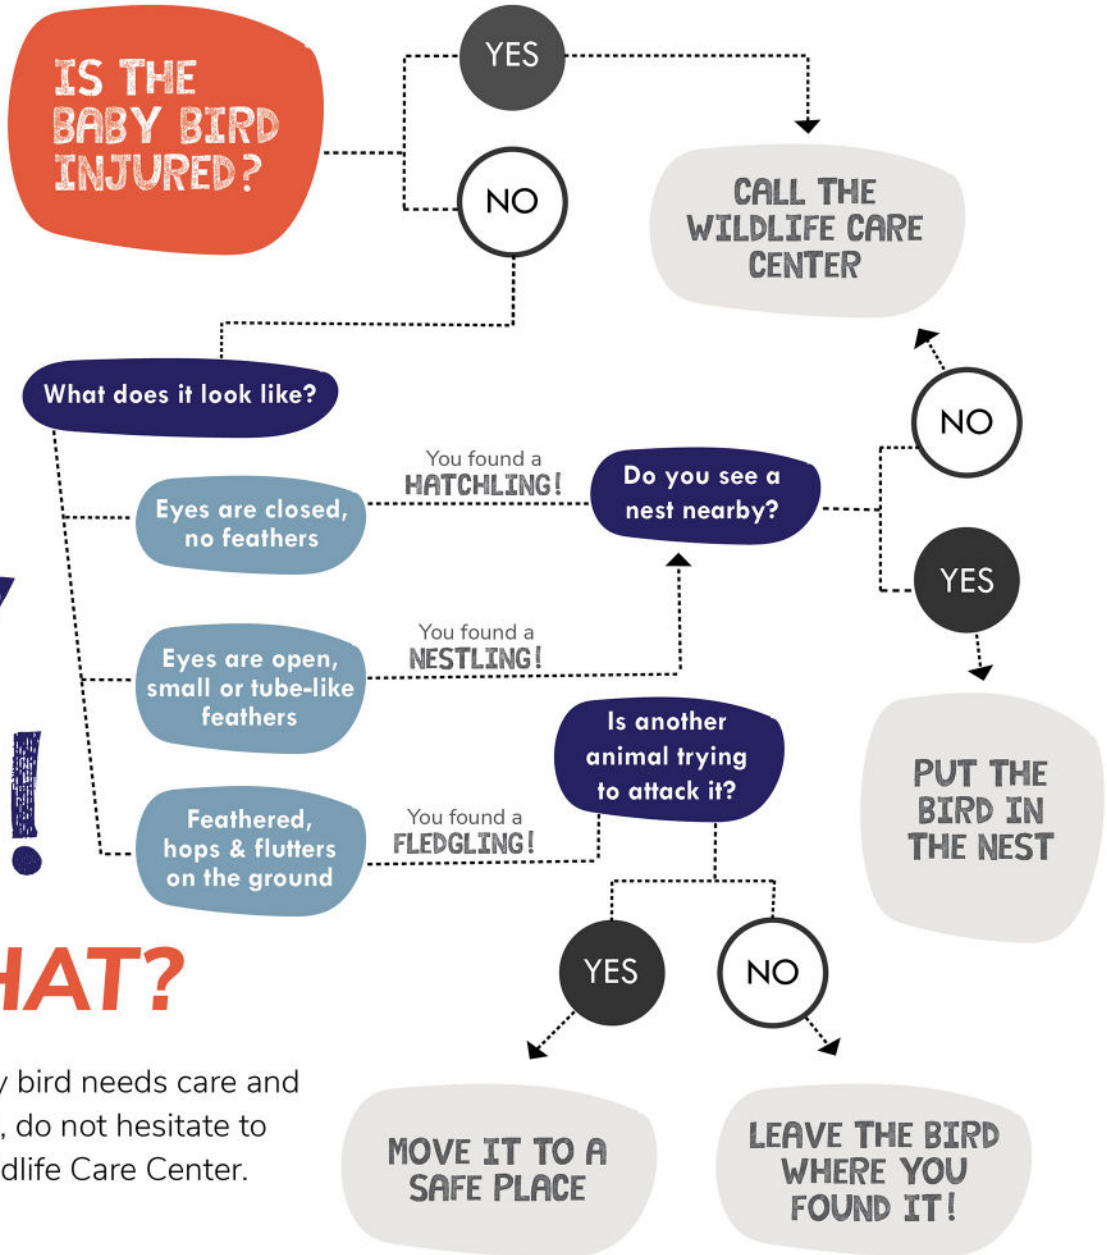 IS THE
BABY BIRD
INJURED?
YES
NO
CALL THE
WILDLIFE CARE
CENTER
What does it look like?
NO
You found a
HATCHLING!
Do you see a
nest nearby?
Eyes are closed,
no feathers
YES
You found a
NESTLING!
Eyes are open,
small or tube-like
feathers
Is another
animal trying
to attack it?
PUT THE
BIRD IN
THE NEST
Feathered,
hops & flutters
on the ground
You found a
FLEDGLING!
!
HAT?
YES
NO
y bird needs care and
, do not hesitate to
dlife Care Center.
MOVE IT TO A
SAFE PLACE
LEAVE THE BIRD
WHERE YOU
FOUND IT!